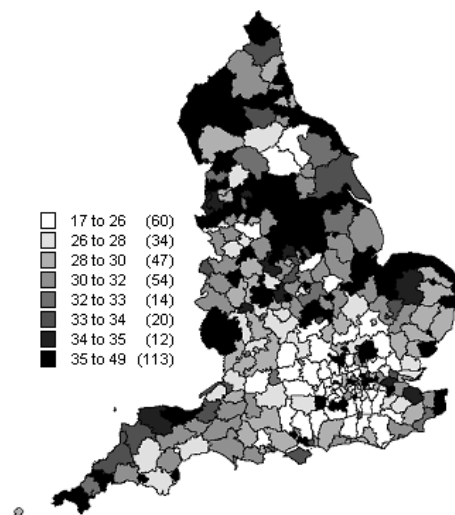 17 to 26 (60)
26 to 28 (34)
28 to 30 (47)
30 to 32 (54)
32 to 33 (14)
33 to 34 (20)
34 to 35 (12)
35 to 49 (113)